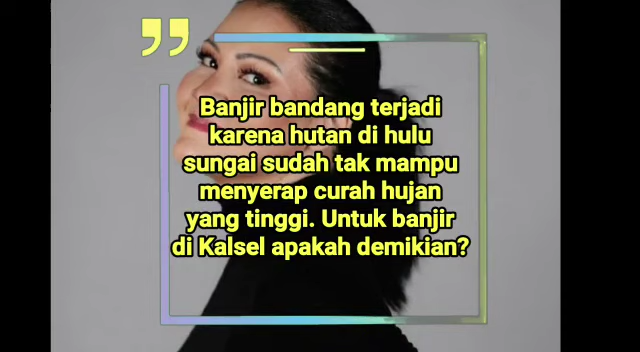 Banjir bandang terjadi
karena hutan di hulu
sungai sudah tak mampu
menyerap curah hujan
yang tinggi. Untuk banjir
di Kalsel apakah demikian?